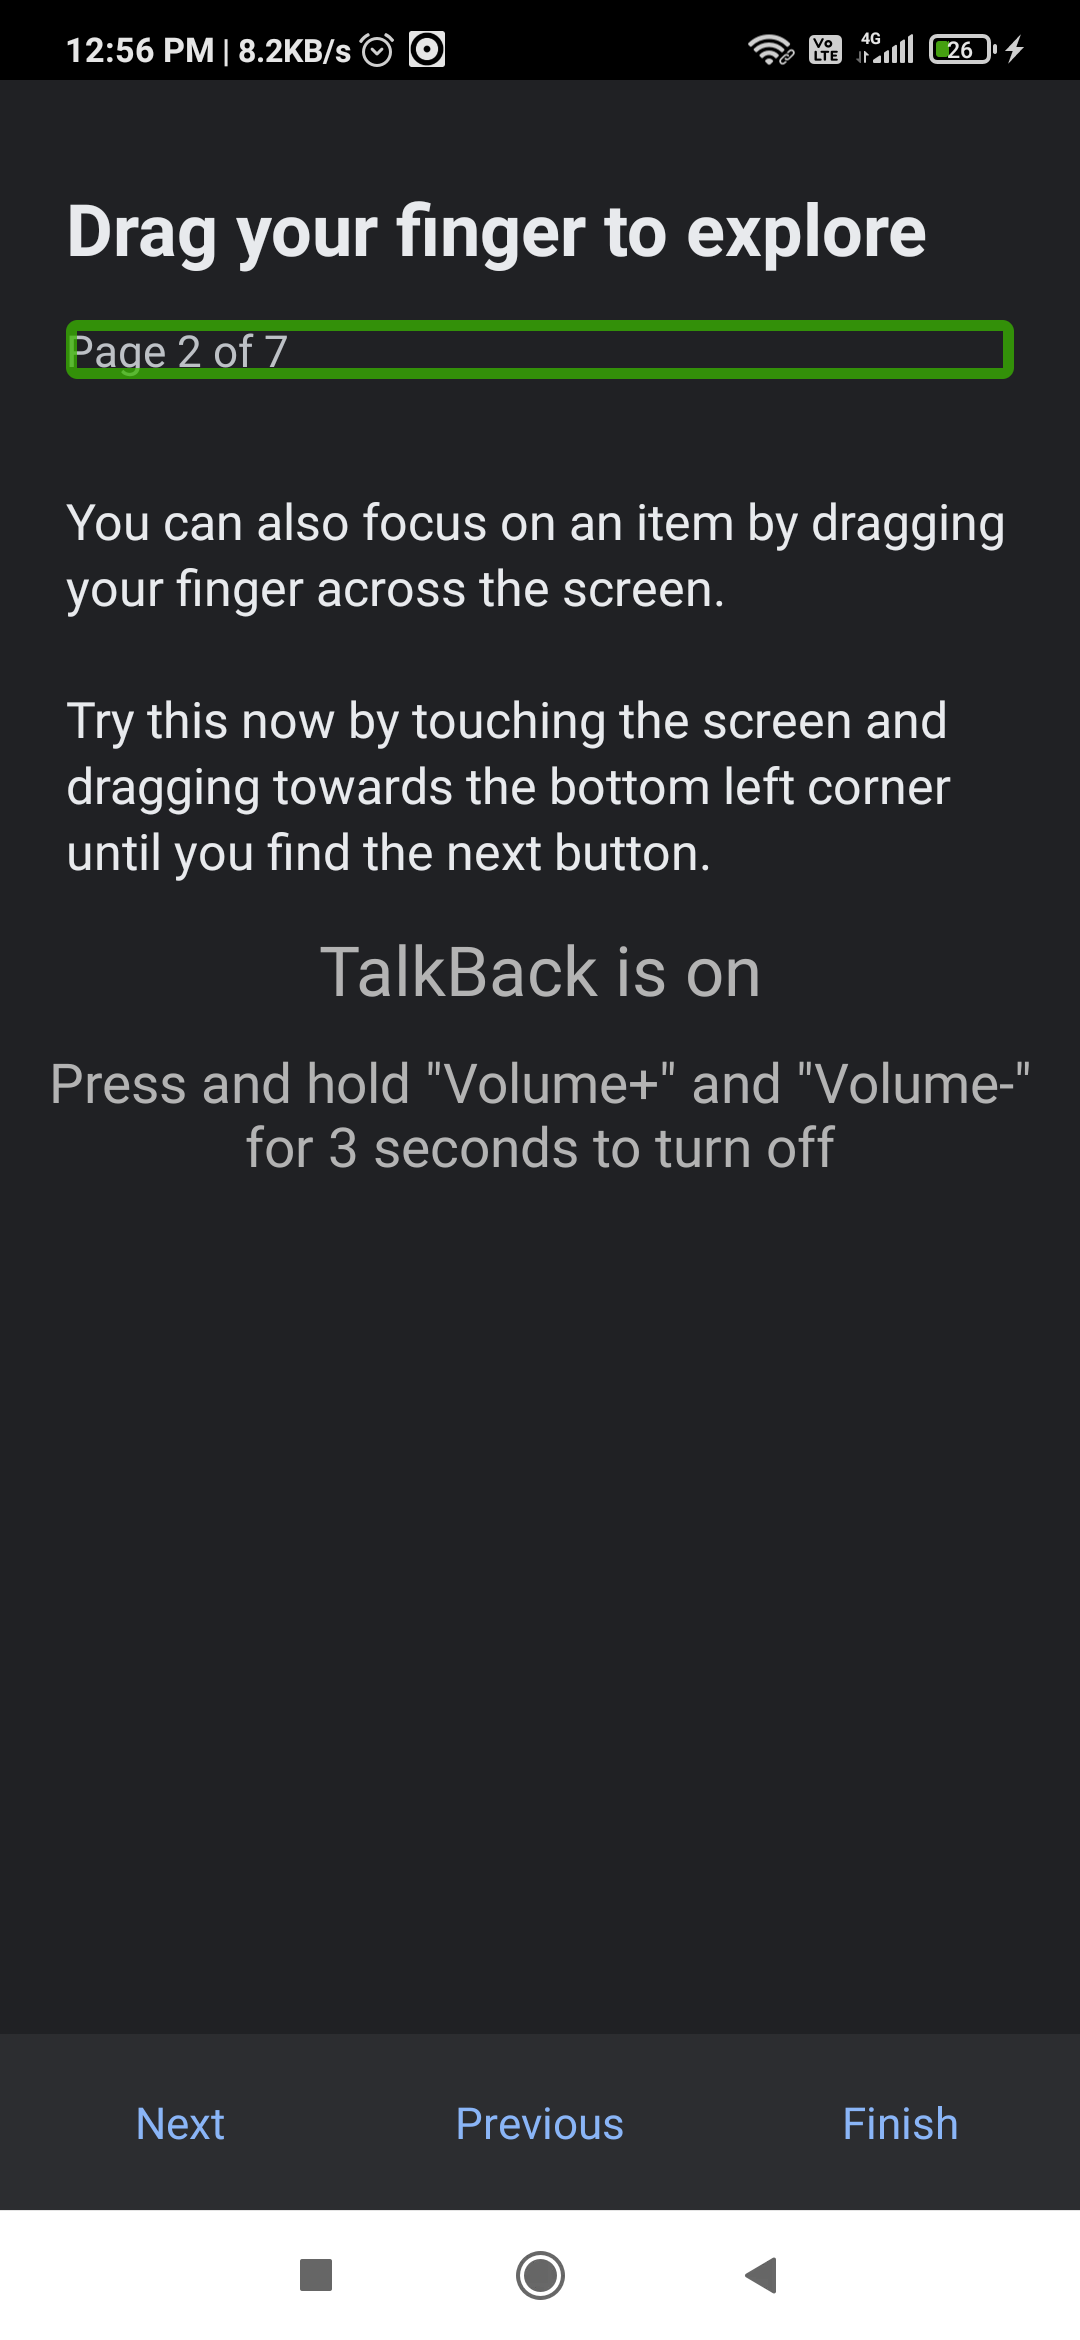 12:56 PM | 8.2KB/s
Vo LTE 4G 26
Drag your finger to explore
Page 2 of 7
You can also focus on an item by dragging
your finger across the screen.
Try this now by touching the screen and
dragging towards the bottom left corner
until you find the next button.
TalkBack is on
Press and hold "Volume+" and "Volume-"
for 3 seconds to turn off
Next Previous Finish